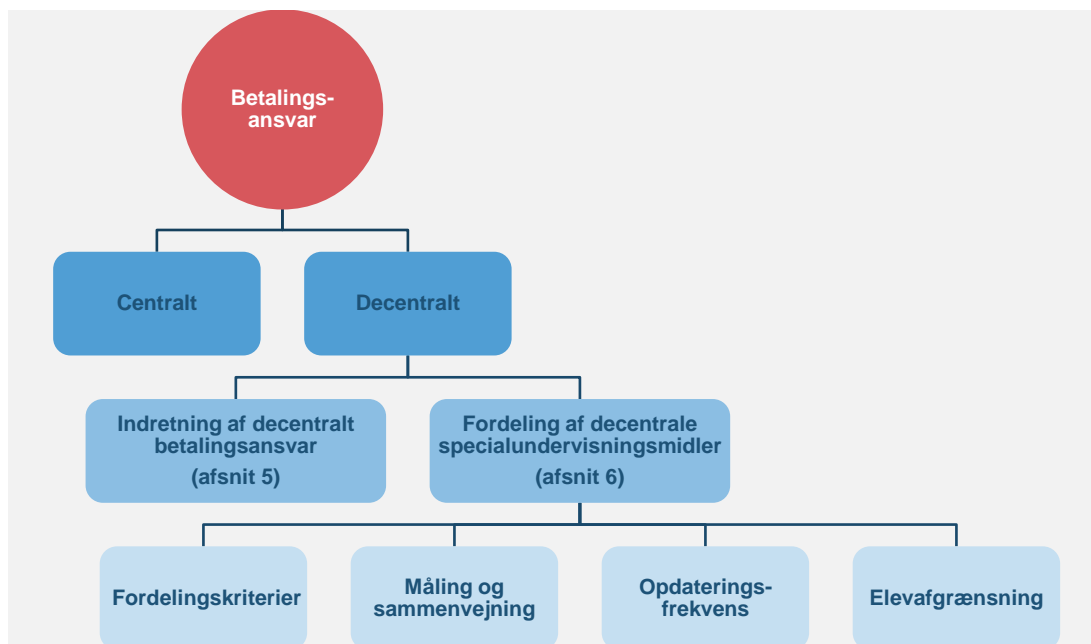 Betalings-
ansvar
Centralt
Decentralt
Indretning af decentralt
betalingsansvar
(afsnit 5)
Fordeling af decentrale
specialundervisningsmidler
(afsnit 6)
Fordelingskriterier
Måling og
sammenvejning
Opdaterings-
frekvens
Elevafgrænsning